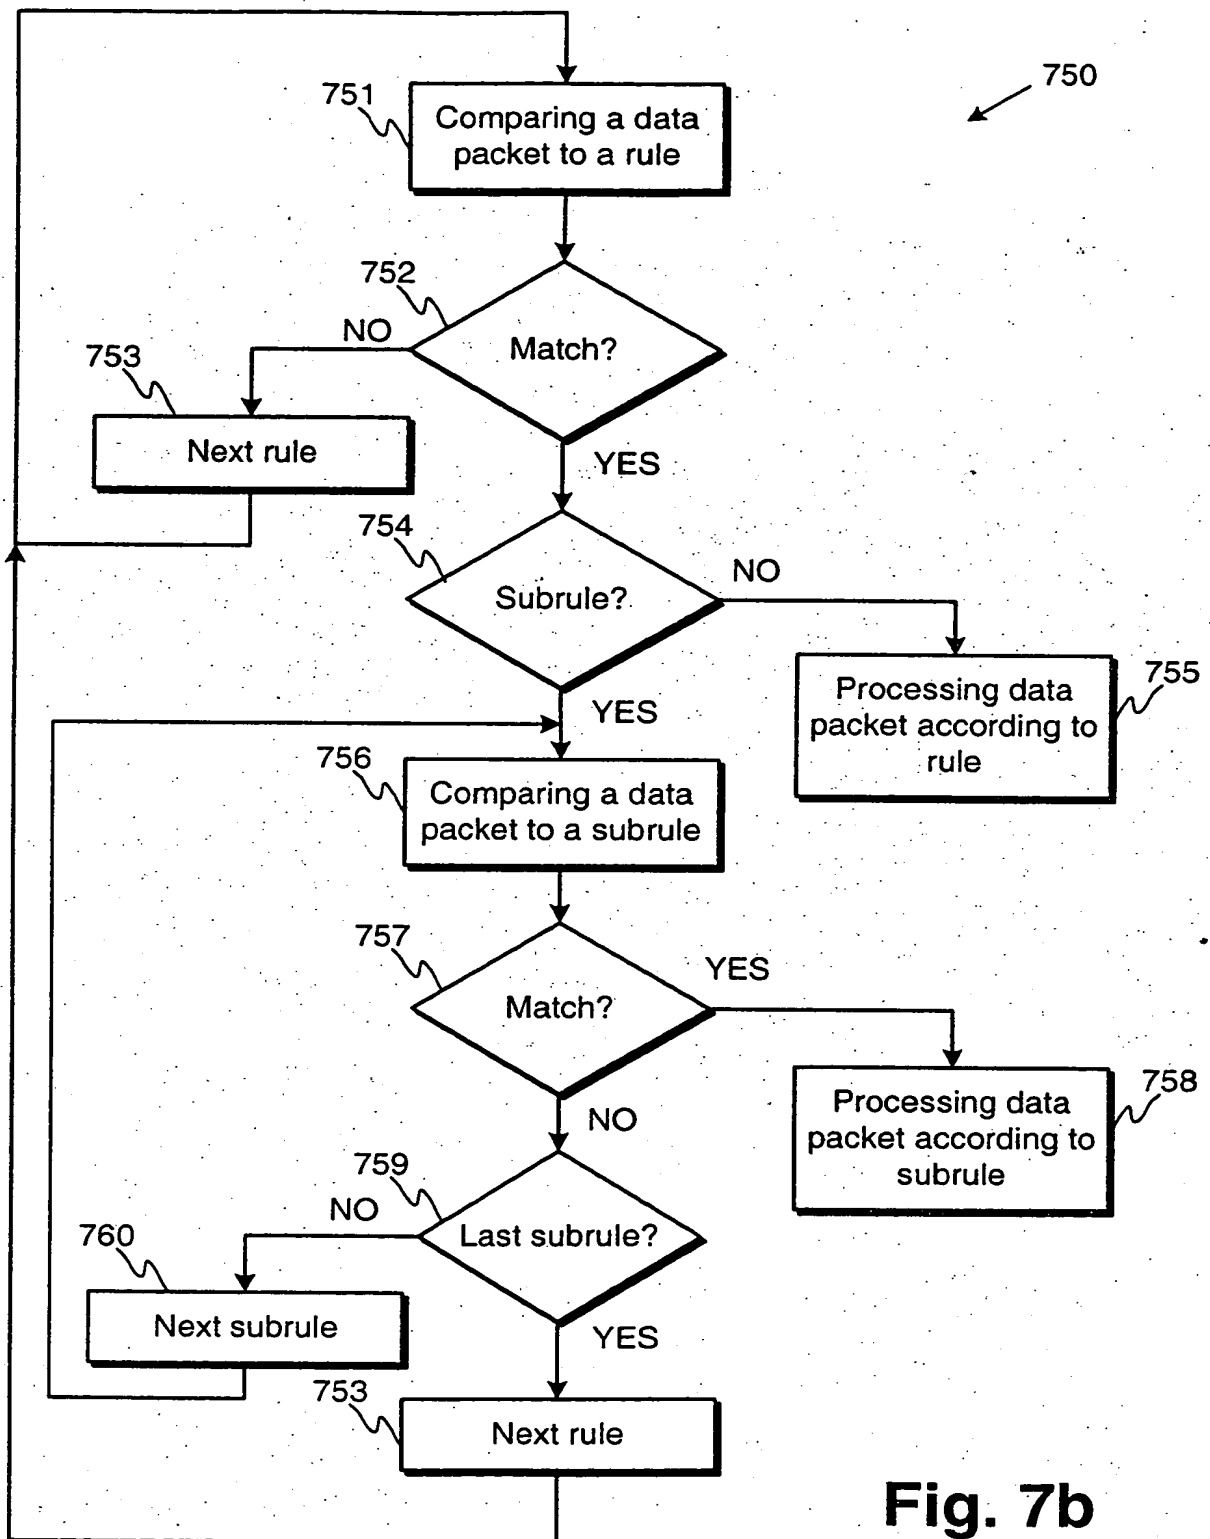 750
751
Comparing a data
packet to a rule
752
Match?
NO
753
Next rule
YES
754
Subrule?
NO
755
Processing data
packet according to
rule
YES
756
Comparing a data
packet to a subrule
757
Match?
YES
758
Processing data
packet according to
subrule
NO
759
Last subrule?
NO
760
Next subrule
YES
753
Next rule
Fig. 7b